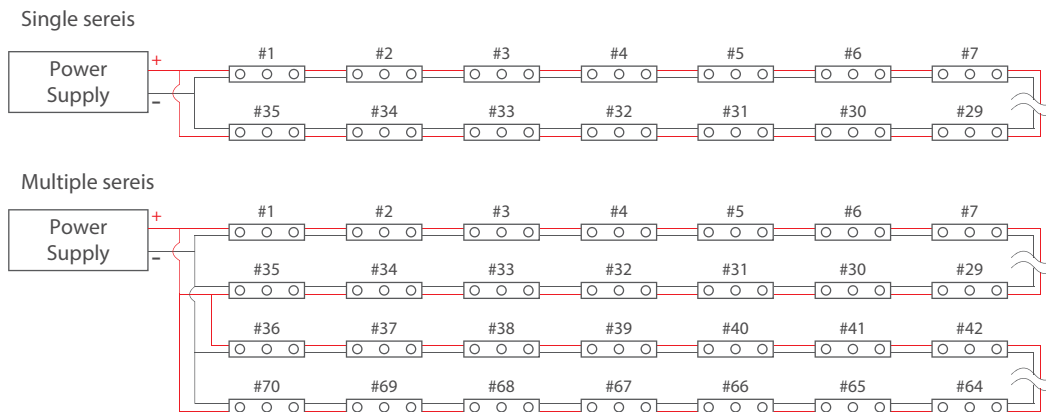 Single sereis
Power
Supply
+
-
#1 #2 #3 #4 #5 #6 #7
#35 #34 #33 #32 #31 #30 #29
Multiple sereis
Power
Supply
+
-
#1 #2 #3 #4 #5 #6 #7
#35 #34 #33 #32 #31 #30 #29
#36 #37 #38 #39 #40 #41 #42
#70 #69 #68 #67 #66 #65 #64